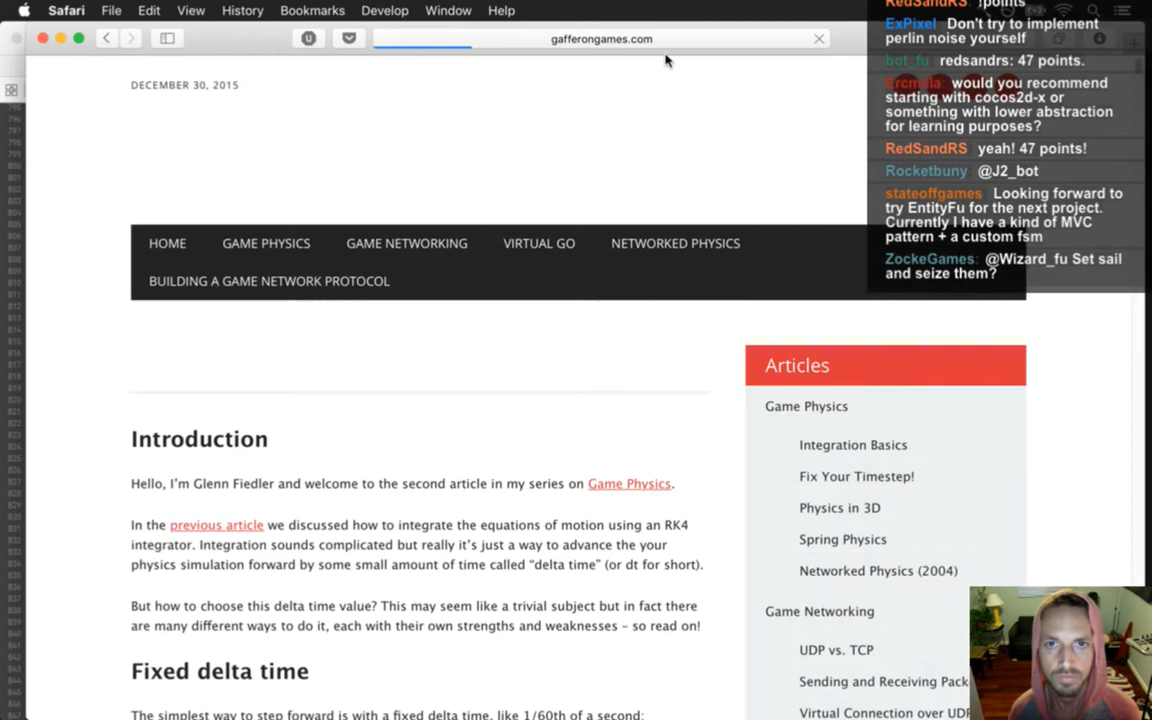 Safari File Edit View History Bookmarks Develop Window Help
gafferongames.com
DECEMBER 30, 2015
HOME GAME PHYSICS GAME NETWORKING VIRTUAL GO NETWORKED PHYSICS
BUILDING A GAME NETWORK PROTOCOL
Introduction
Hello, I'm Glenn Fiedler and welcome to the second article in my series on Game Physics.
In the previous article we discussed how to integrate the equations of motion using an RK4
integrator. Integration sounds complicated but really it's just a way to advance the your
physics simulation forward by some small amount of time called "delta time" (or dt for short).
But how to choose this delta time value? This may seem like a trivial subject but in fact there
are many different ways to do it, each with their own strengths and weaknesses – so read on!
Fixed delta time
The simplest way to step forward is with a fixed delta time, like 1/60th of a second:
Articles
Game Physics
Integration Basics
Fix Your Timestep!
Physics in 3D
Spring Physics
Networked Physics (2004)
Game Networking
UDP vs. TCP
Sending and Receiving Pack
Virtual Connection over UDP
RedSandRS: !points
ExPixel: Don't try to implement
perlin noise yourself
bot_fu: redsandrs: 47 points.
Ercmilla: would you recommend
starting with cocos2d-x or
something with lower abstraction
for learning purposes?
RedSandRS: yeah! 47 points!
Rocketbuny: @J2_bot
stateoffgames: Looking forward to
try EntityFu for the next project.
Currently I have a kind of MVC
pattern + a custom fsm
ZockeGames: @Wizard_fu Set sail
and seize them?